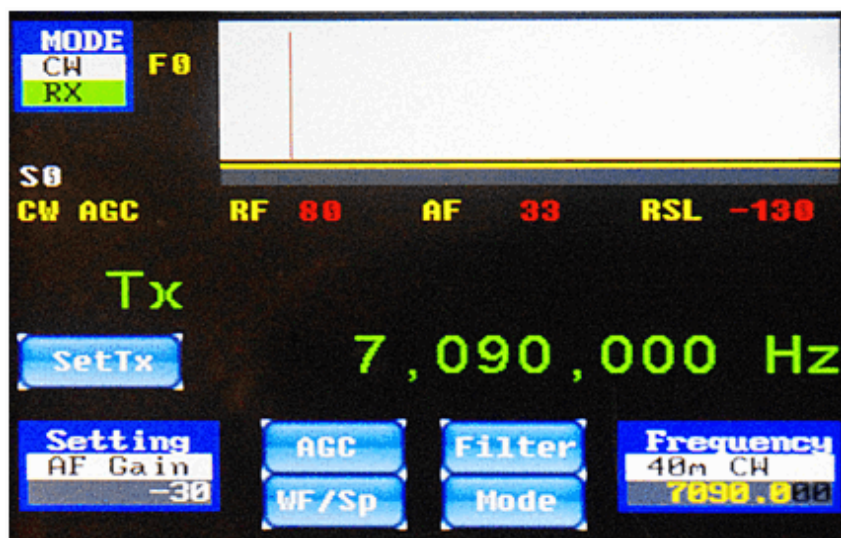 MODE
CW
RX
F0
S0
CW AGC RF 80 AF 33 RSL -130
Tx
SetTx
7,090,000 Hz
Setting
AF Gain
-30
AGC
Filter
WF/Sp
Mode
Frequency
40m CW
7090.000